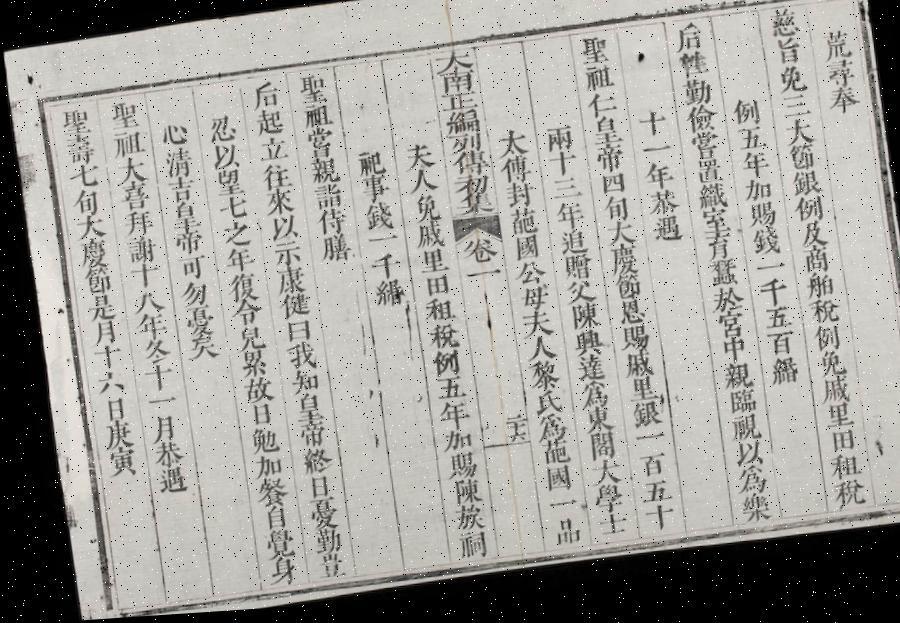 荒尋奉
慈旨免三大節銀例及商舶稅例免戚里田租稅
例五年加賜錢一千五百緡
后性勤儉嘗置織室育蠶於宮中親臨視以爲樂
十一年恭遇
聖祖仁皇帝四旬大慶節恩賜戚里銀一百五十
兩十三年追贈父陳興達爲東閣大學士
太傅封葩國公母夫人黎氏爲葩國一品
大南正編列傳初集 卷一 二十六
夫人免戚里田租稅例五年加賜陳族祠
祀事錢一千緡
聖祖嘗親詣侍膳
后起立往來以示康健曰我知皇帝終日憂勤豈
忍以望七之年復令兒累故日勉加餐自覺身
心清吉皇帝可勿憂矣
聖祖大喜拜謝十八年冬十一月恭遇
聖壽七旬大慶節是月十六日庚寅